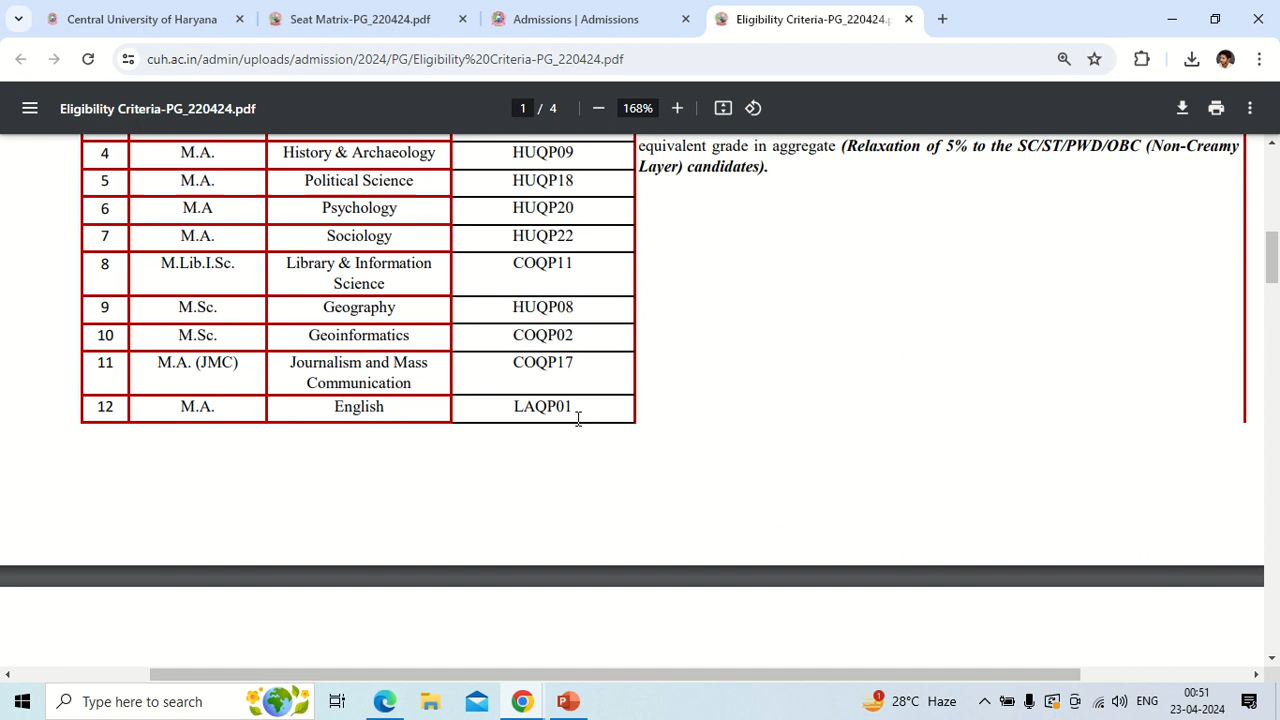 Central University of Haryana
Seat Matrix-PG_220424.pdf
Admissions | Admissions
Eligibility Criteria-PG_220424.p
cuh.ac.in/admin/uploads/admission/2024/PG/Eligibility%20Criteria-PG_220424.pdf
Eligibility Criteria-PG_220424.pdf
1 / 4
168%
equivalent grade in aggregate (Relaxation of 5% to the SC/ST/PWD/OBC (Non-Creamy
Layer) candidates).
4 M.A. History & Archaeology HUQP09
5 M.A. Political Science HUQP18
6 M.A Psychology HUQP20
7 M.A. Sociology HUQP22
8 M.Lib.I.Sc. Library & Information COQP11
Science
9 M.Sc. Geography HUQP08
10 M.Sc. Geoinformatics COQP02
11 M.A. (JMC) Journalism and Mass COQP17
Communication
12 M.A. English LAQP01
Type here to search
1
28°C Haze
ENG
00:51
23-04-2024